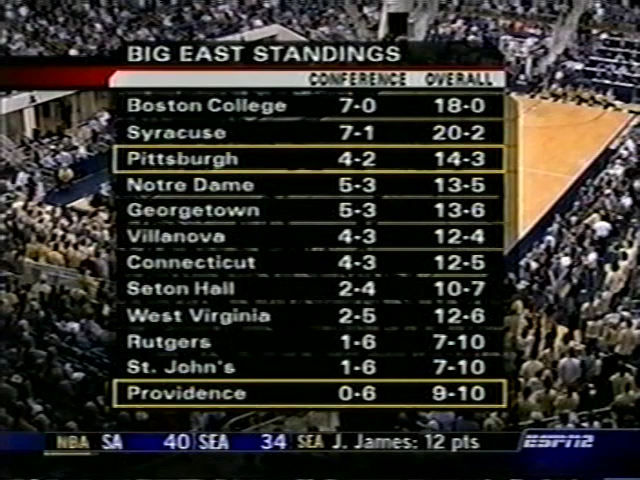 BIG EAST STANDINGS
CONFERENCE OVERALL
Boston College 7-0 18-0
Syracuse 7-1 20-2
Pittsburgh 4-2 14-3
Notre Dame 5-3 13-5
Georgetown 5-3 13-6
Villanova 4-3 12-4
Connecticut 4-3 12-5
Seton Hall 2-4 10-7
West Virginia 2-5 12-6
Rutgers 1-6 7-10
St. John's 1-6 7-10
Providence 0-6 9-10
NBA SA 40 SEA 34 SEA J. James: 12 pts ESPN2